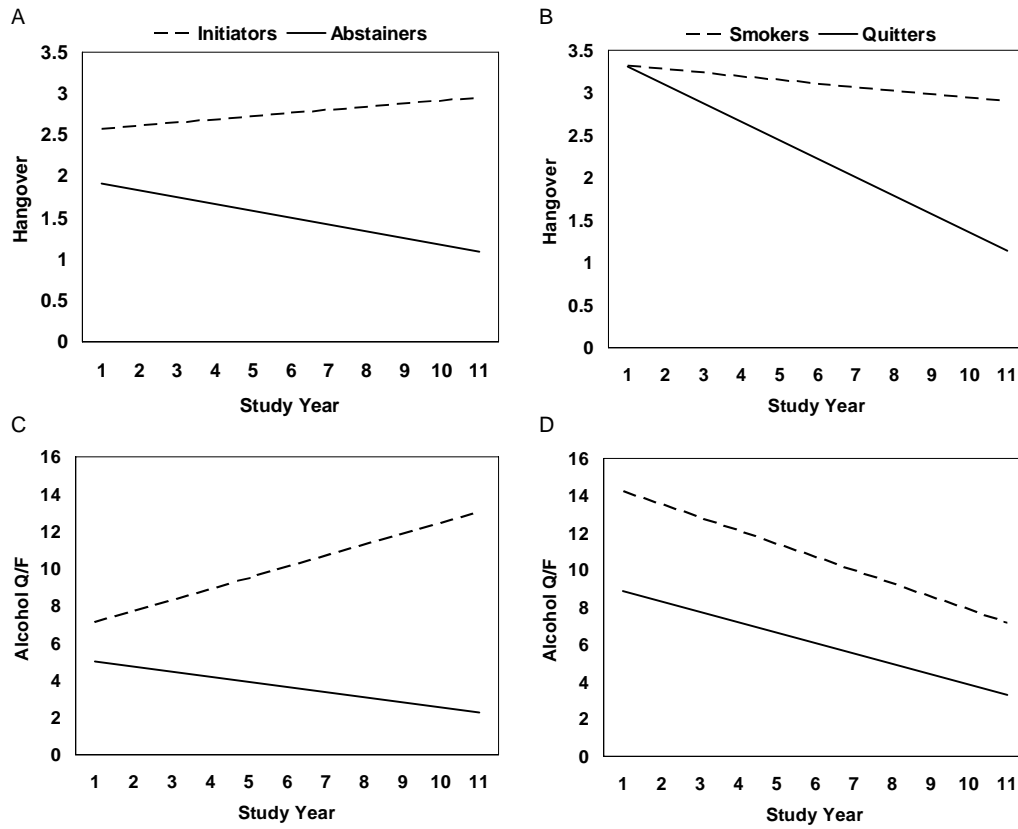 A
Initiators Abstainers
3.5
3
2.5
2
1.5
1
0.5
0
Hangover
1 2 3 4 5 6 7 8 9 10 11
Study Year
B
Smokers Quitters
3.5
3
2.5
2
1.5
1
0.5
0
Hangover
1 2 3 4 5 6 7 8 9 10 11
Study Year
C
16
14
12
10
8
6
4
2
0
Alcohol Q/F
1 2 3 4 5 6 7 8 9 10 11
Study Year
D
16
14
12
10
8
6
4
2
0
Alcohol Q/F
1 2 3 4 5 6 7 8 9 10 11
Study Year